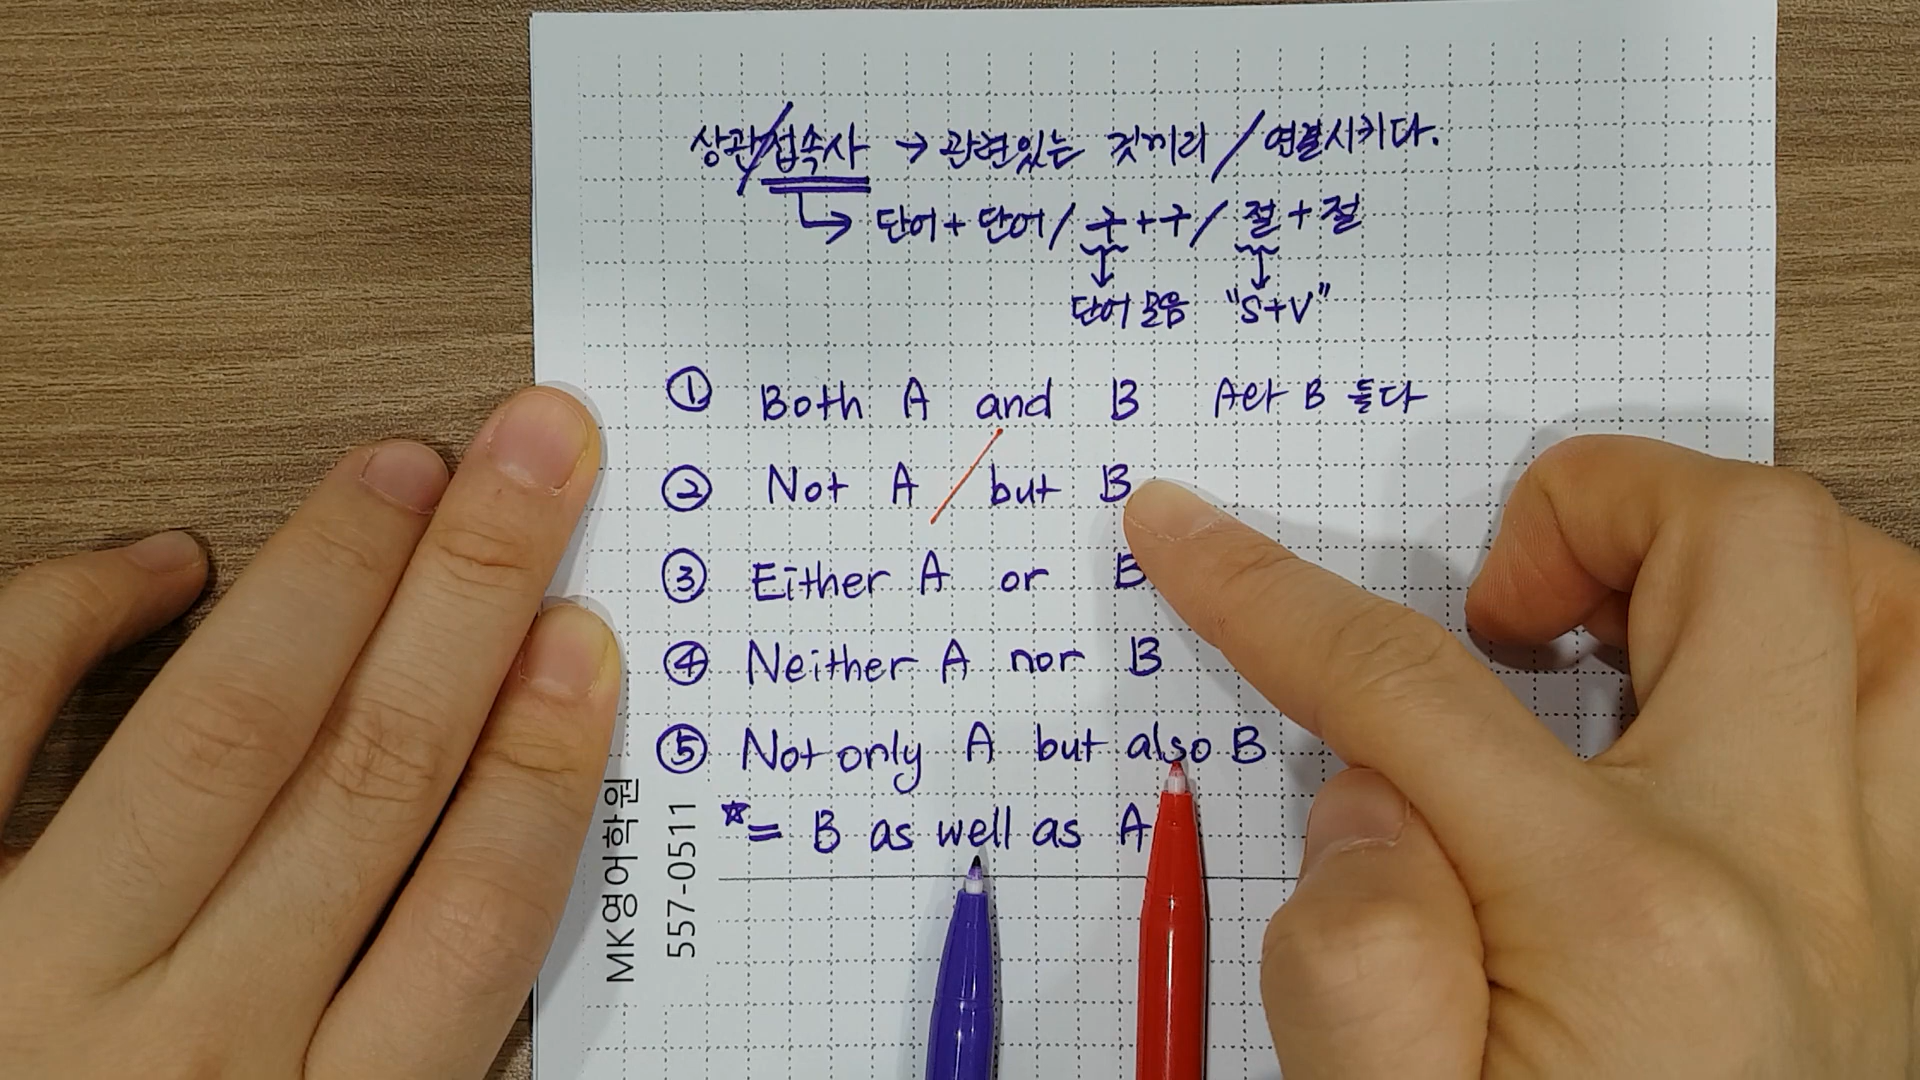 상관/접속사 → 관련있는 것끼리 / 연결시키다.
→ 단어 + 단어 / 구 + 구 / 절 + 절
↓ ↓
단어 모음 "S+V"
① Both A and B A와 B 둘다
② Not A / but B
③ Either A or B
④ Neither A nor B
⑤ Not only A but also B
☆= B as well as A
MK영어학원
557-0511